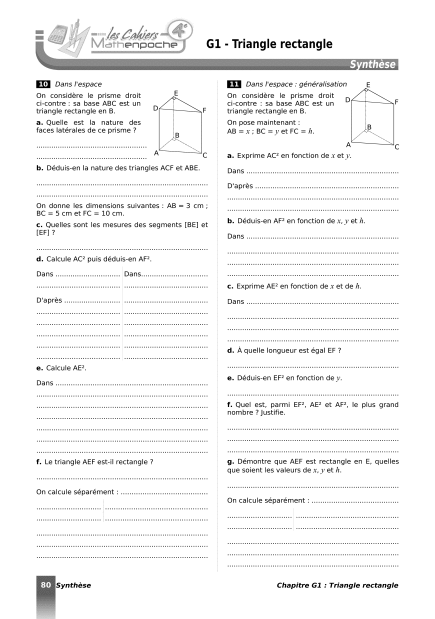 les Cahiers
Mathenpoche
4e
G1 - Triangle rectangle
Synthèse
10 Dans l'espace
On considère le prisme droit
ci-contre : sa base ABC est un
triangle rectangle en B.
a. Quelle est la nature des
faces latérales de ce prisme ?
E
D
F
B
A
C
b. Déduis-en la nature des triangles ACF et ABE.
On donne les dimensions suivantes : AB = 3 cm ;
BC = 5 cm et FC = 10 cm.
c. Quelles sont les mesures des segments [BE] et
[EF] ?
d. Calcule AC² puis déduis-en AF².
Dans ........................... Dans...........................
D'après ........................
e. Calcule AE².
Dans ................................................................
f. Le triangle AEF est-il rectangle ?
On calcule séparément : ....................................
11 Dans l'espace : généralisation
On considère le prisme droit
ci-contre : sa base ABC est un
triangle rectangle en B.
On pose maintenant :
AB = x ; BC = y et FC = h.
E
D
F
B
A
C
a. Exprime AC² en fonction de x et y.
Dans ................................................................
D'après .............................................................
b. Déduis-en AF² en fonction de x, y et h.
Dans ................................................................
c. Exprime AE² en fonction de x et de h.
Dans ................................................................
d. À quelle longueur est égal EF ?
e. Déduis-en EF² en fonction de y.
f. Quel est, parmi EF², AE² et AF², le plus grand
nombre ? Justifie.
g. Démontre que AEF est rectangle en E, quelles
que soient les valeurs de x, y et h.
On calcule séparément : ....................................
80 Synthèse
Chapitre G1 : Triangle rectangle